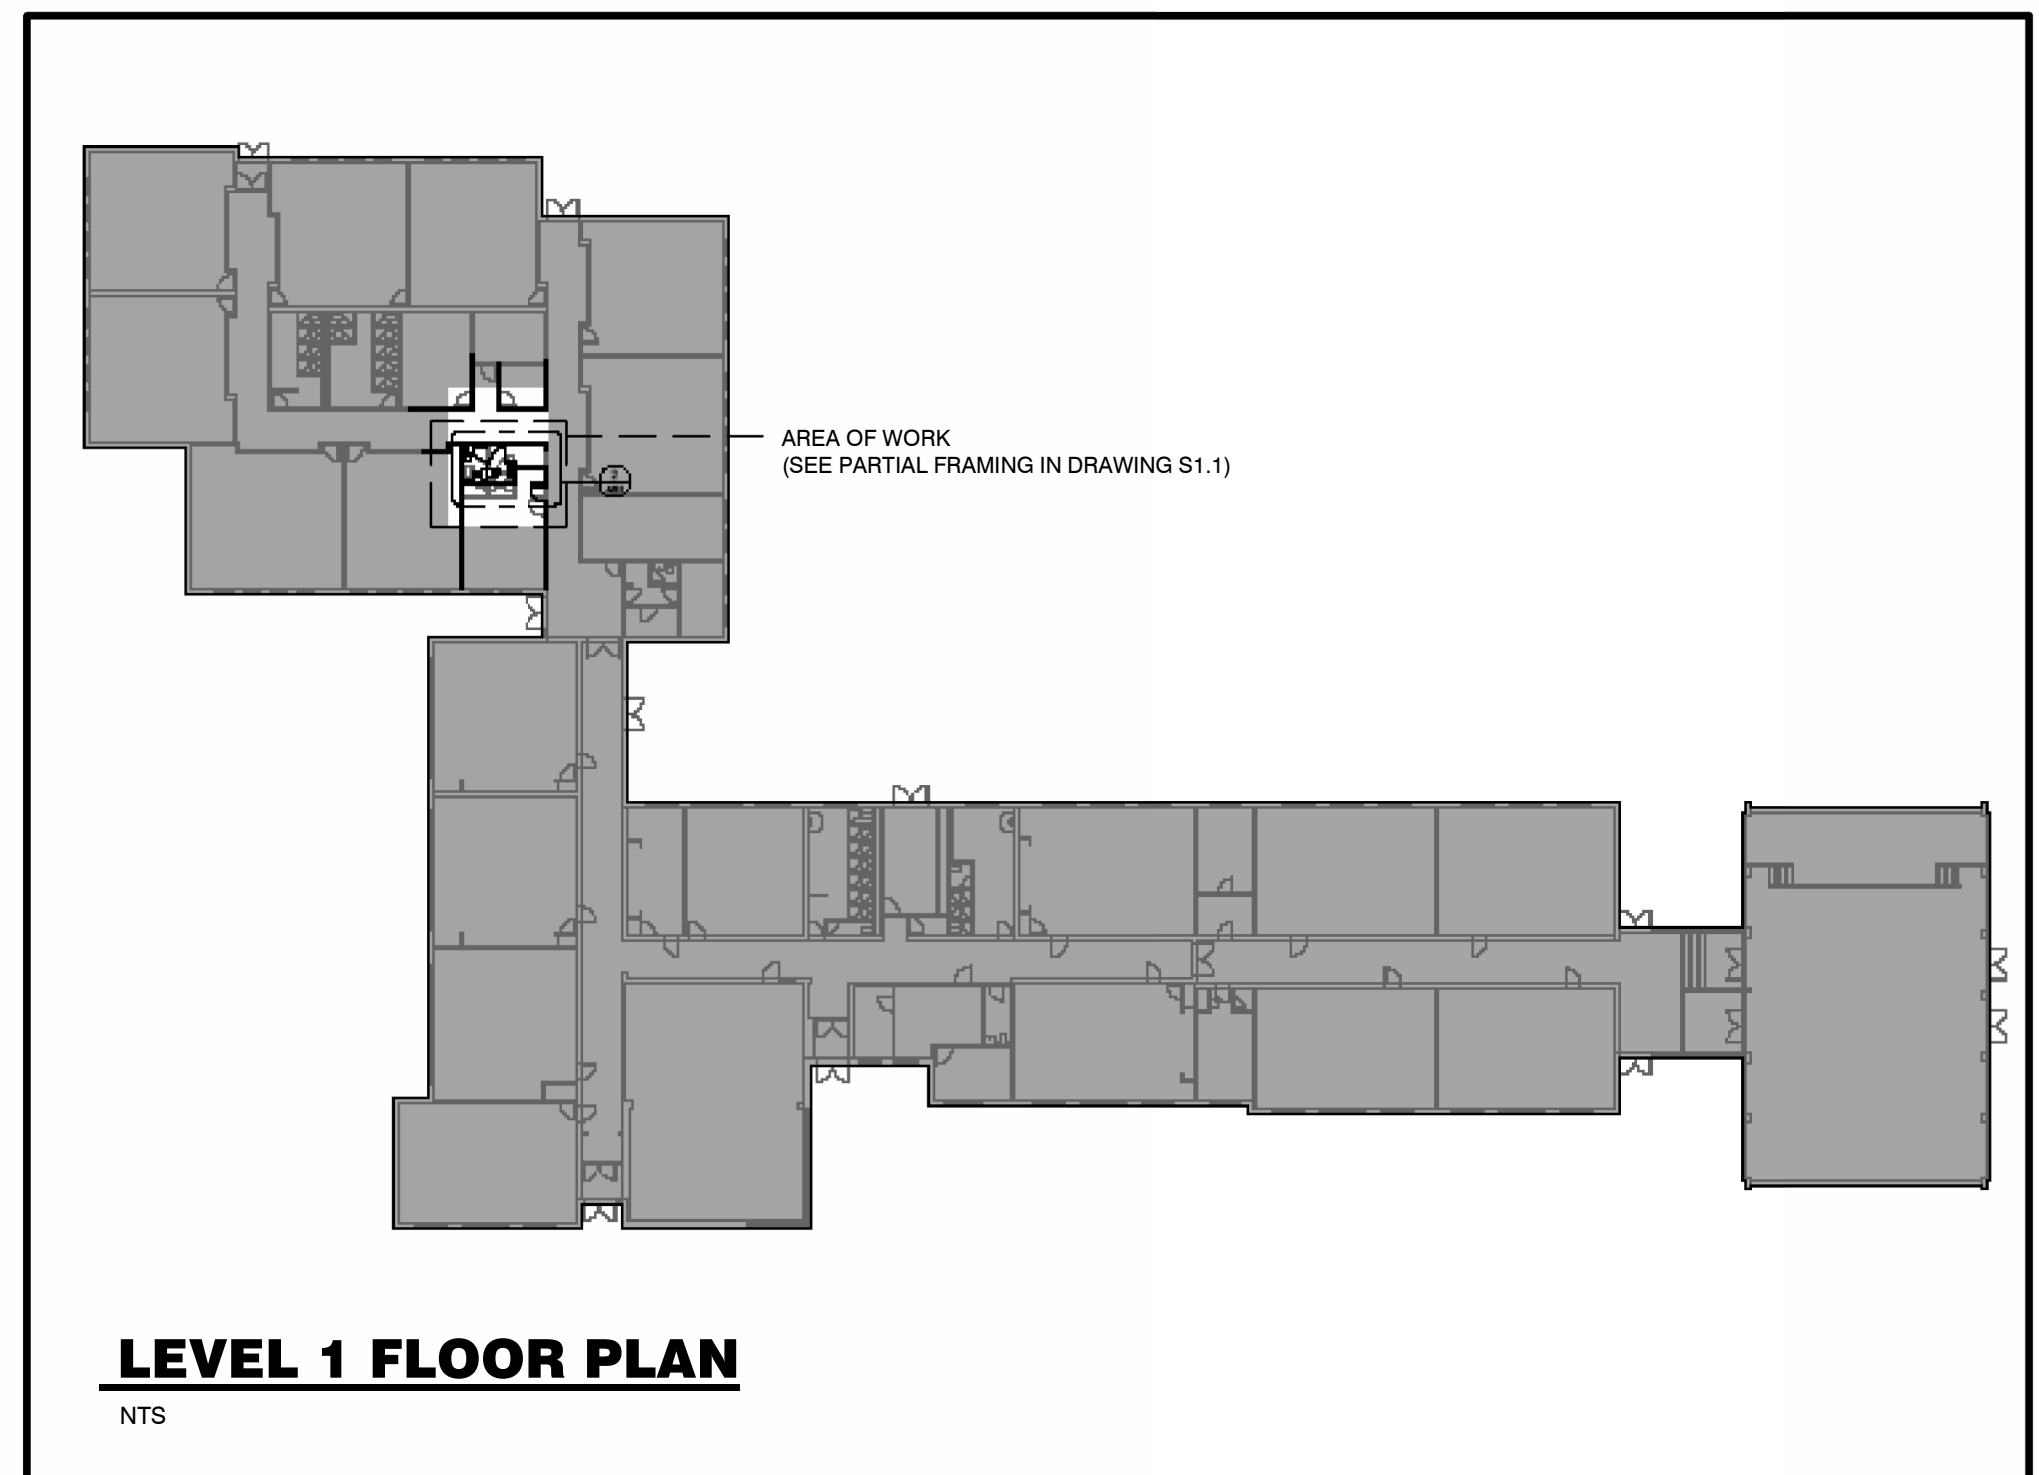 AREA OF WORK
(SEE PARTIAL FRAMING IN DRAWING S1.1)
LEVEL 1 FLOOR PLAN
NTS